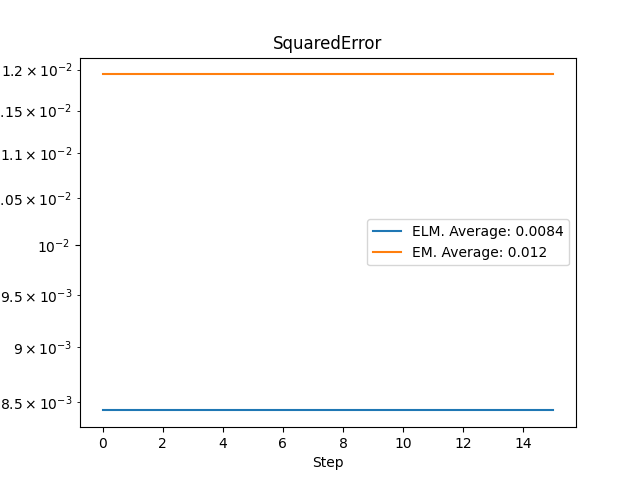 SquaredError
1.2 × 10⁻²
.15 × 10⁻²
1.1 × 10⁻²
.05 × 10⁻²
10⁻²
9.5 × 10⁻³
9 × 10⁻³
8.5 × 10⁻³
ELM. Average: 0.0084
EM. Average: 0.012
0 2 4 6 8 10 12 14
Step